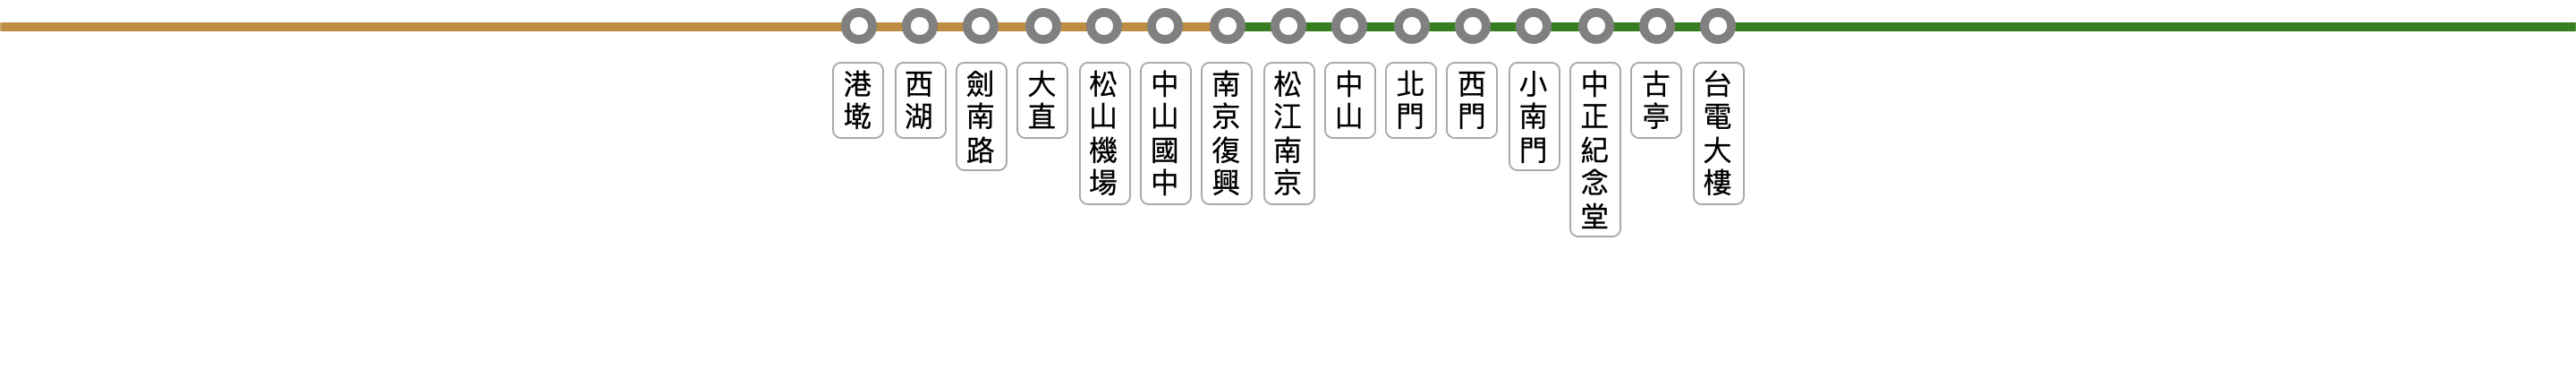 港墘
西湖
劍南路
大直
松山機場
中山國中
南京復興
松江南京
中山
北門
西門
小南門
中正紀念堂
古亭
台電大樓